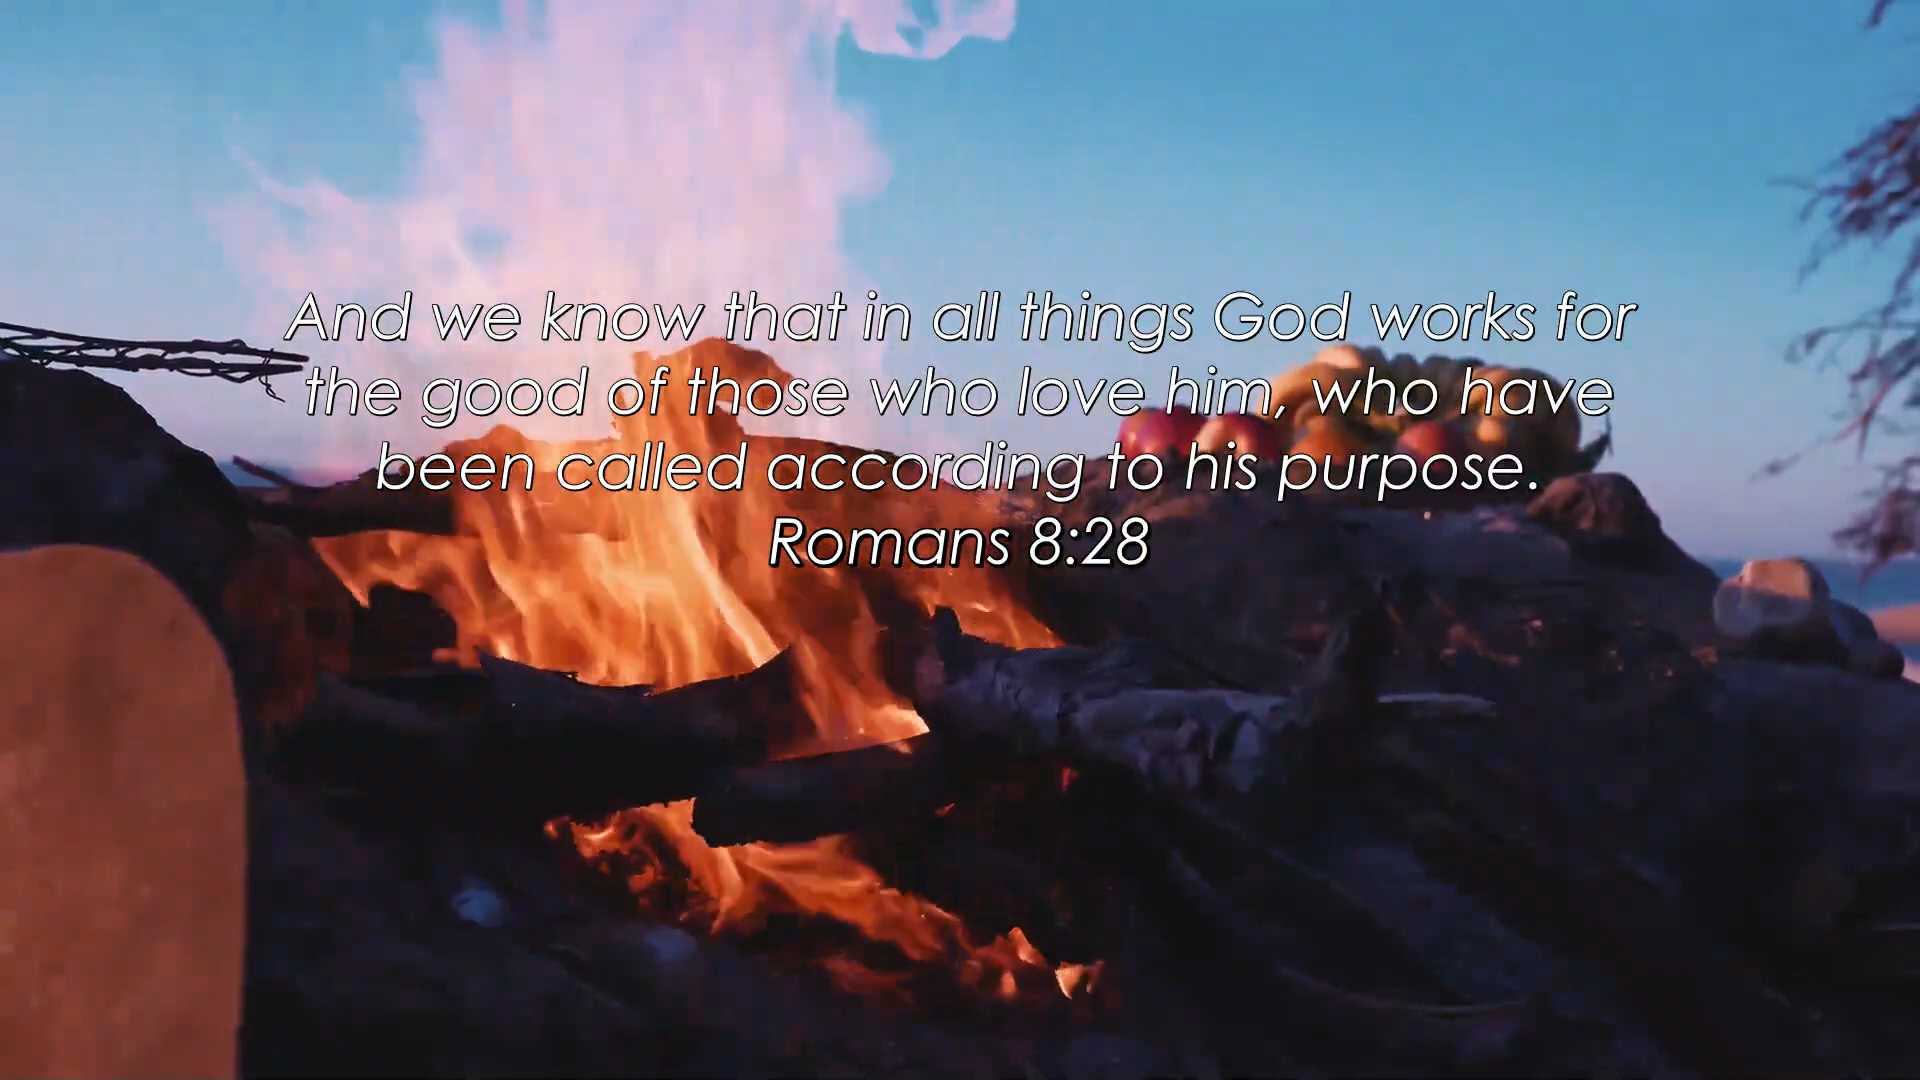 And we know that in all things God works for
the good of those who love him, who have
been called according to his purpose.
Romans 8:28